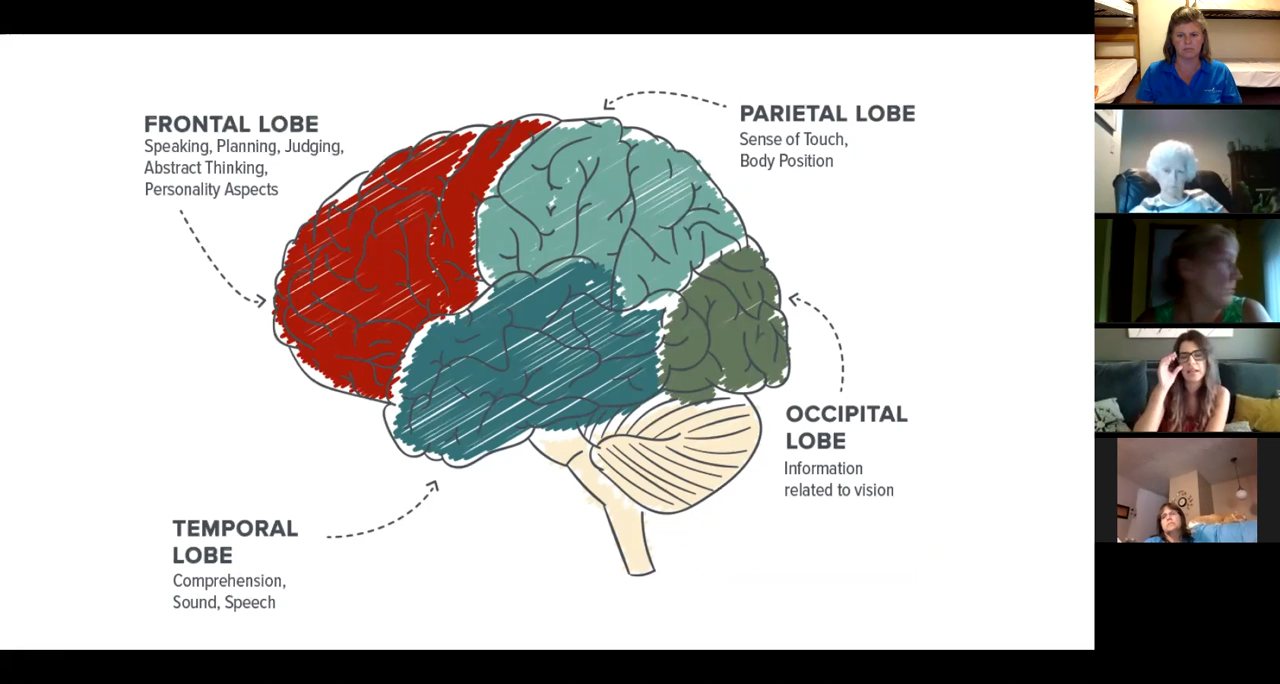 FRONTAL LOBE
Speaking, Planning, Judging,
Abstract Thinking,
Personality Aspects
PARIETAL LOBE
Sense of Touch,
Body Position
OCCIPITAL
LOBE
Information
related to vision
TEMPORAL
LOBE
Comprehension,
Sound, Speech